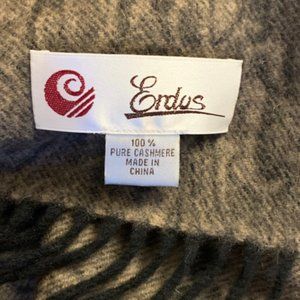 Erdos
100 %
PURE CASHMERE
MADE IN
CHINA